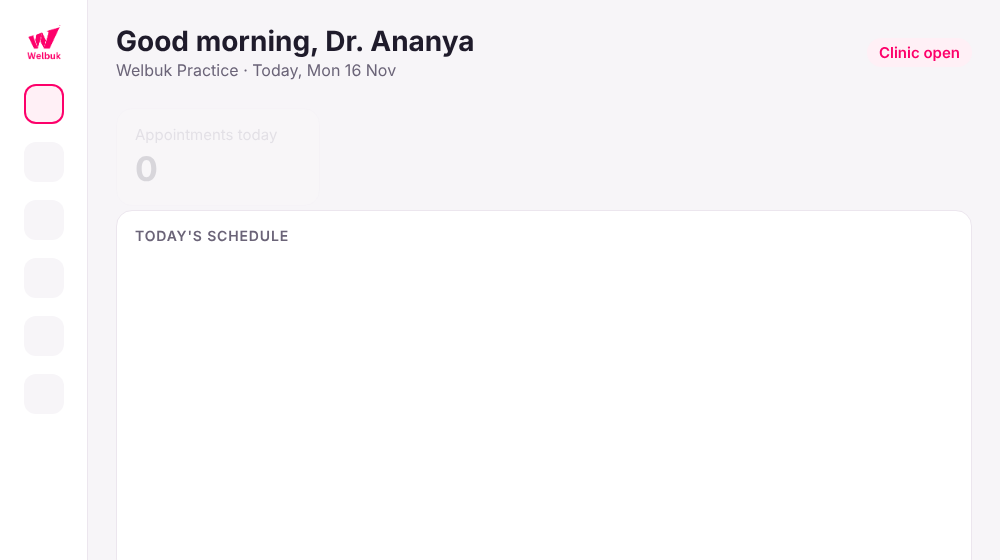 Welbuk
Good morning, Dr. Ananya
Welbuk Practice · Today, Mon 16 Nov
Clinic open
Appointments today
0
TODAY'S SCHEDULE